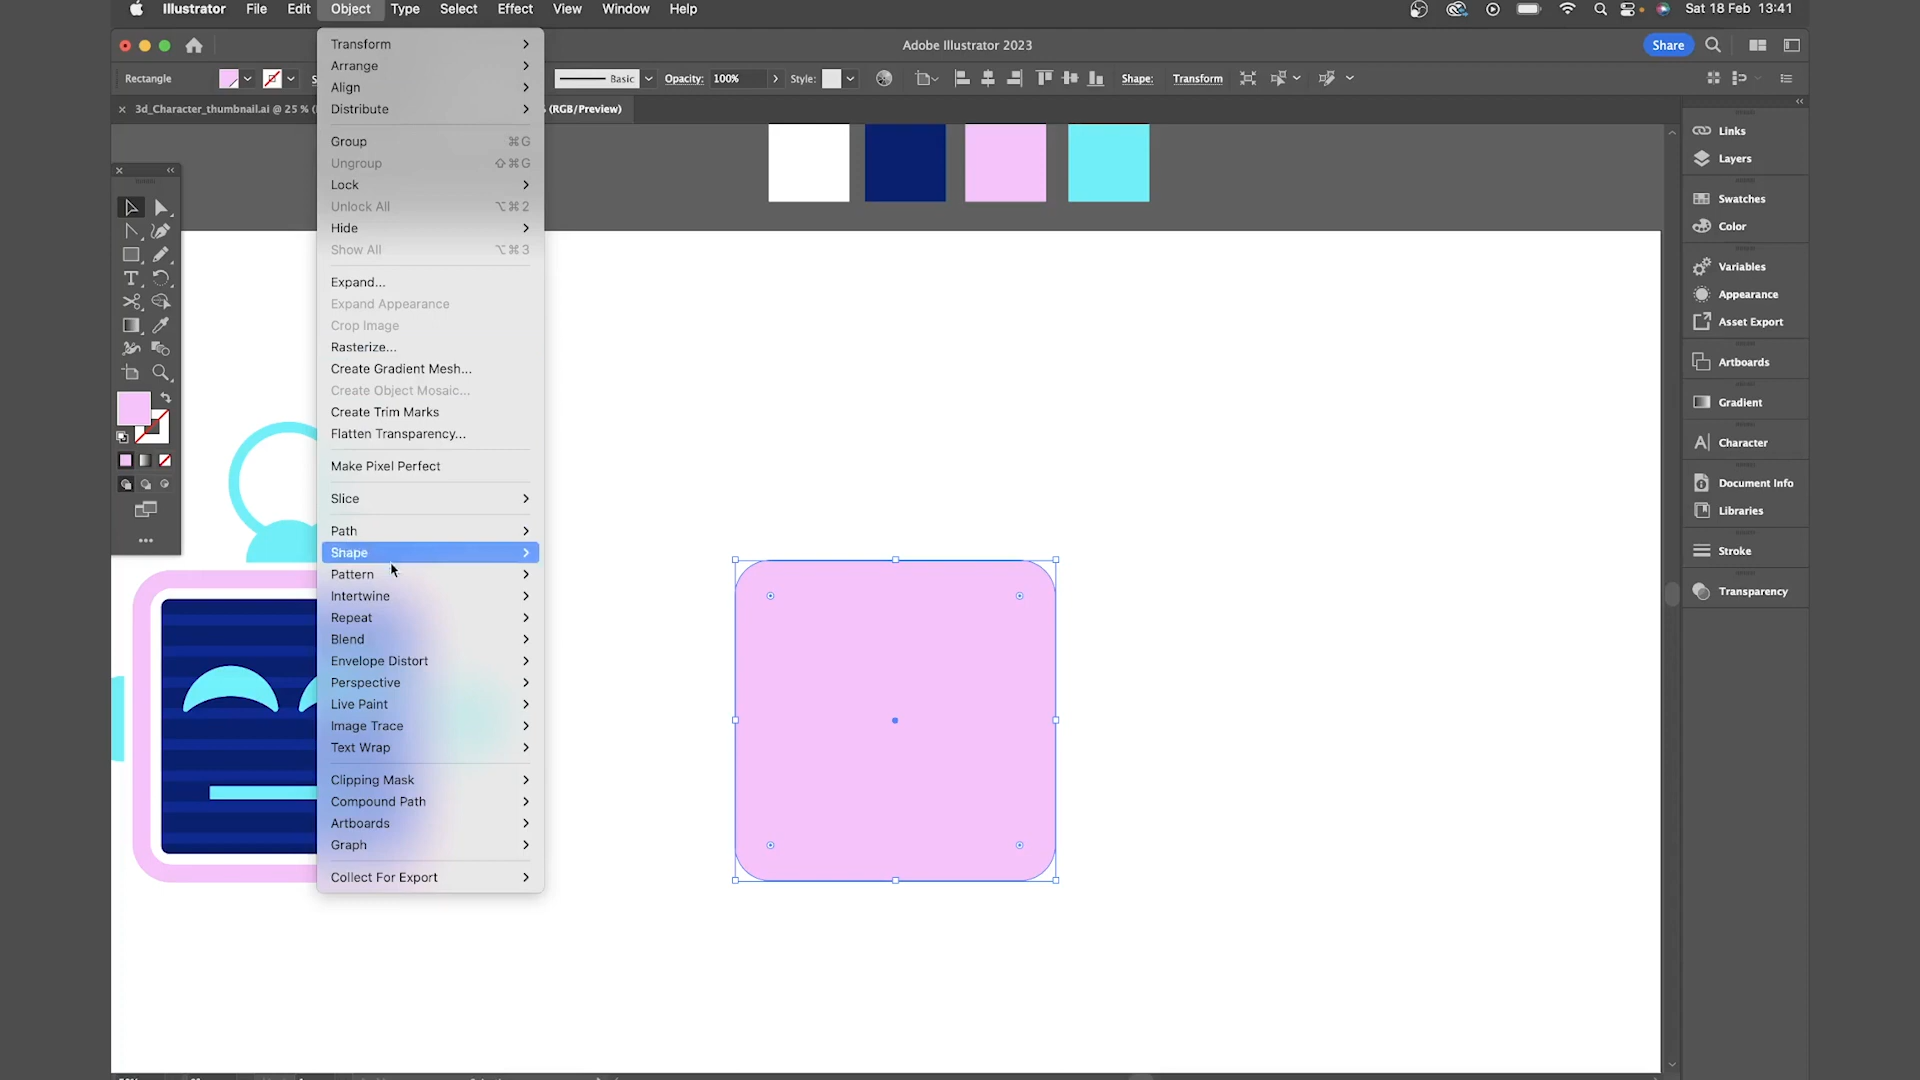 Illustrator File Edit Object Type Select Effect View Window Help
Sat 18 Feb 13:41
Adobe Illustrator 2023
Share
Rectangle
Basic
Opacity: 100%
Style:
Shape:
Transform
3d_Character_thumbnail.ai @ 25 %
(RGB/Preview)
Transform
Arrange
Align
Distribute
Group ⌘G
Ungroup ⇧⌘G
Lock
Unlock All ⌥⌘2
Hide
Show All ⌥⌘3
Expand...
Expand Appearance
Crop Image
Rasterize...
Create Gradient Mesh...
Create Object Mosaic...
Create Trim Marks
Flatten Transparency...
Make Pixel Perfect
Slice
Path
Shape
Pattern
Intertwine
Repeat
Blend
Envelope Distort
Perspective
Live Paint
Image Trace
Text Wrap
Clipping Mask
Compound Path
Artboards
Graph
Collect For Export
Links
Layers
Swatches
Color
Variables
Appearance
Asset Export
Artboards
Gradient
Character
Document Info
Libraries
Stroke
Transparency